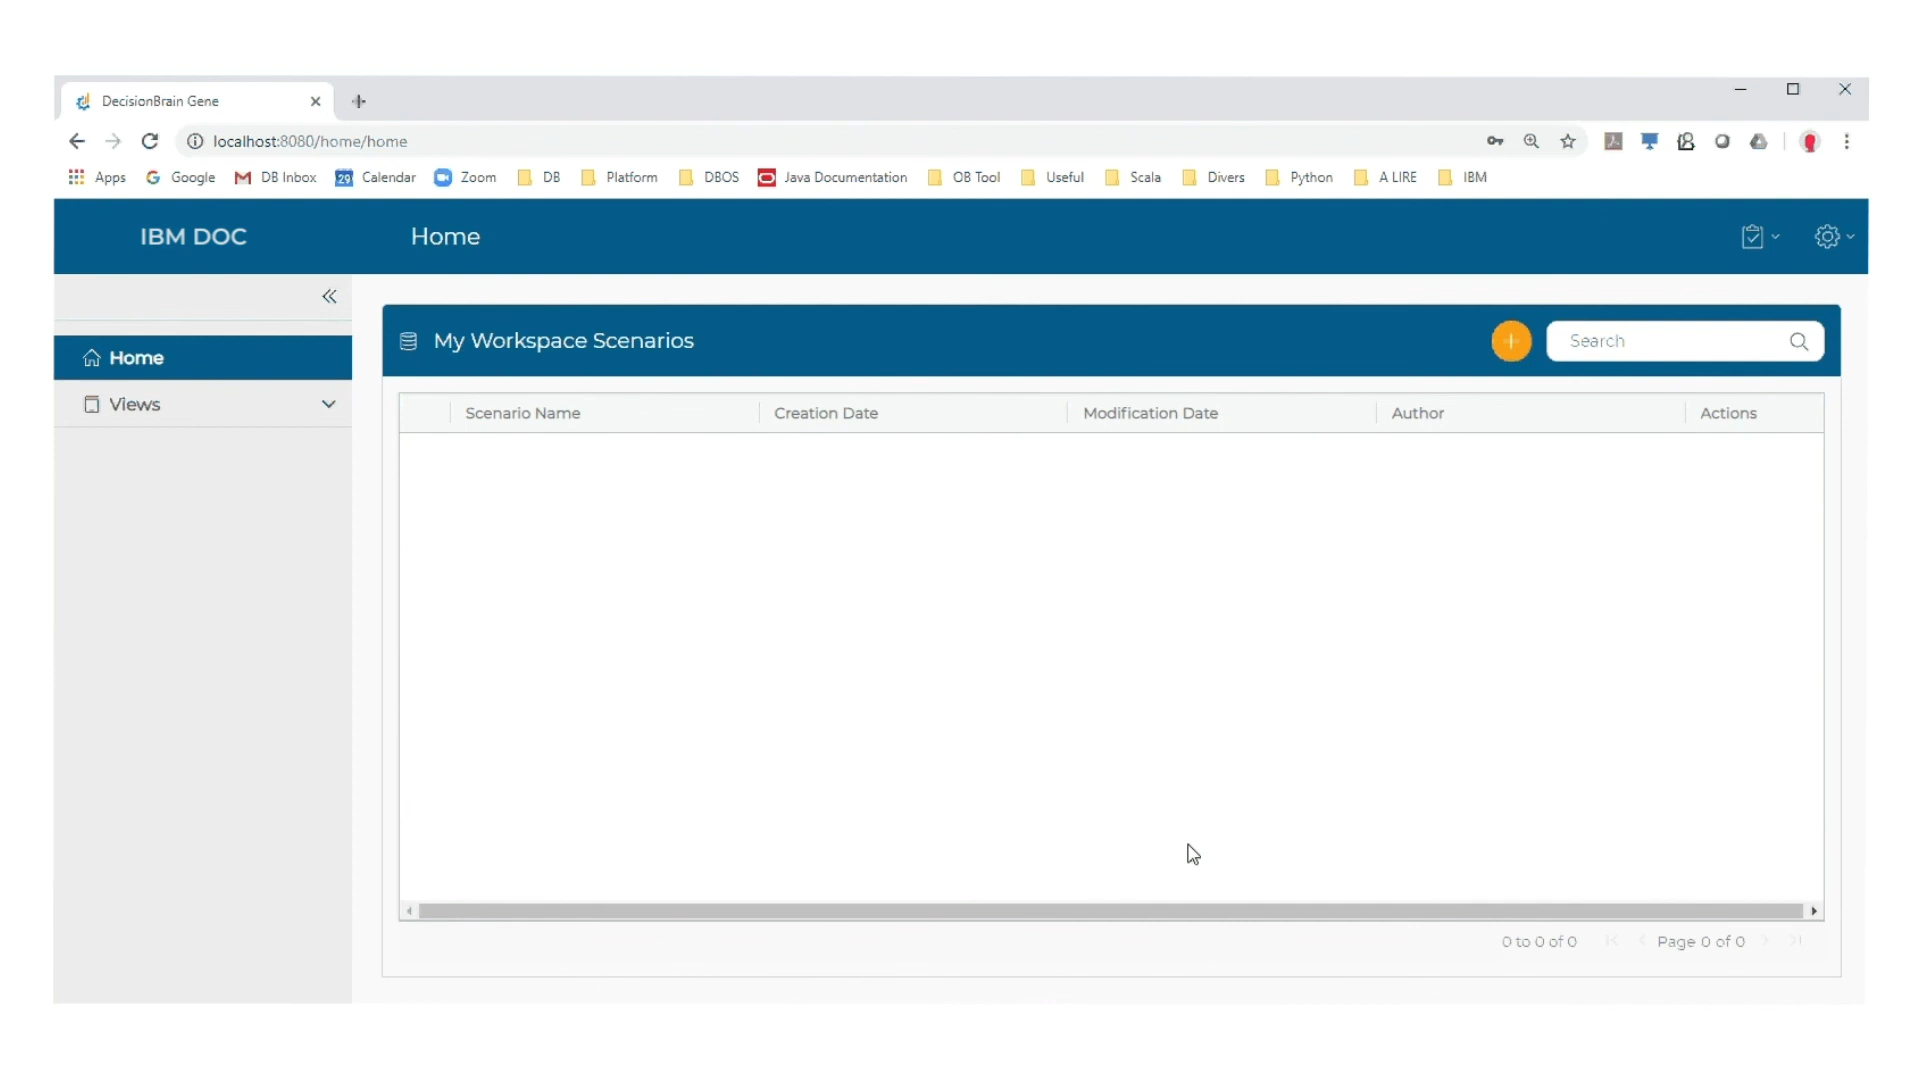 DecisionBrain Gene
localhost:8080/home/home
Apps Google DB Inbox 29 Calendar Zoom DB Platform DBOS Java Documentation OB Tool Useful Scala Divers Python A LIRE IBM
IBM DOC Home
My Workspace Scenarios Search
Home
Views
Scenario Name Creation Date Modification Date Author Actions
0 to 0 of 0 Page 0 of 0